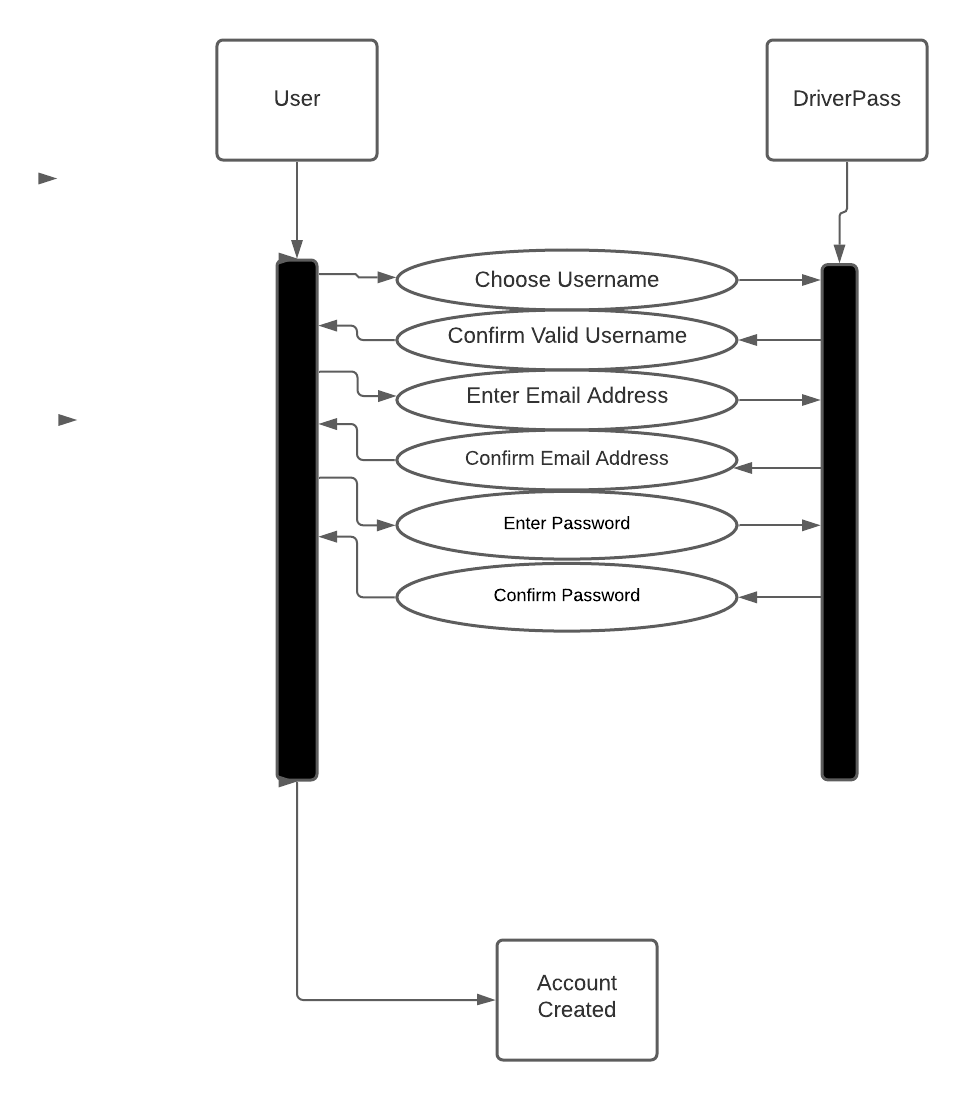 User
DriverPass
Choose Username
Confirm Valid Username
Enter Email Address
Confirm Email Address
Enter Password
Confirm Password
Account
Created